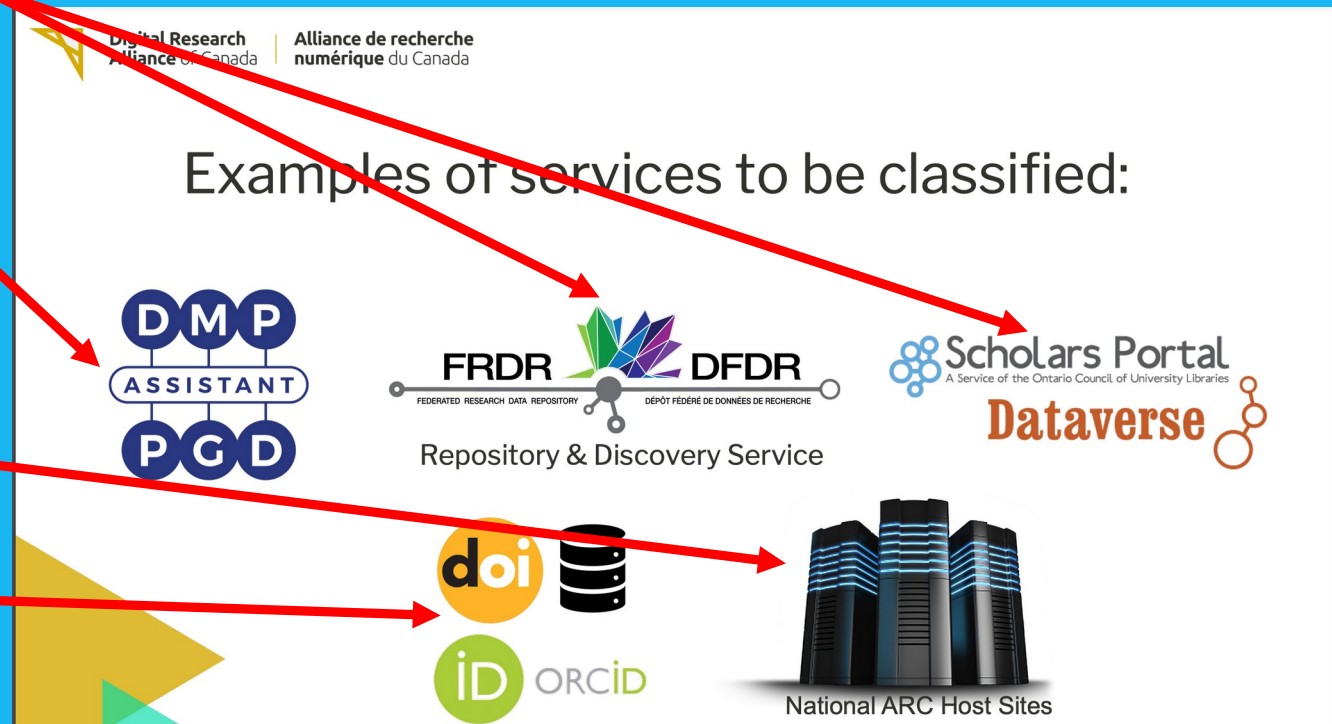 Digital Research
Alliance of Canada
Alliance de recherche
numérique du Canada
Examples of services to be classified:
DMP
ASSISTANT
PGD
FRDR DFDR
FEDERATED RESEARCH DATA REPOSITORY DÉPÔT FÉDÉRÉ DE DONNÉES DE RECHERCHE
Repository & Discovery Service
Scholars Portal
A Service of the Ontario Council of University Libraries
Dataverse
doi
iD ORCiD
National ARC Host Sites